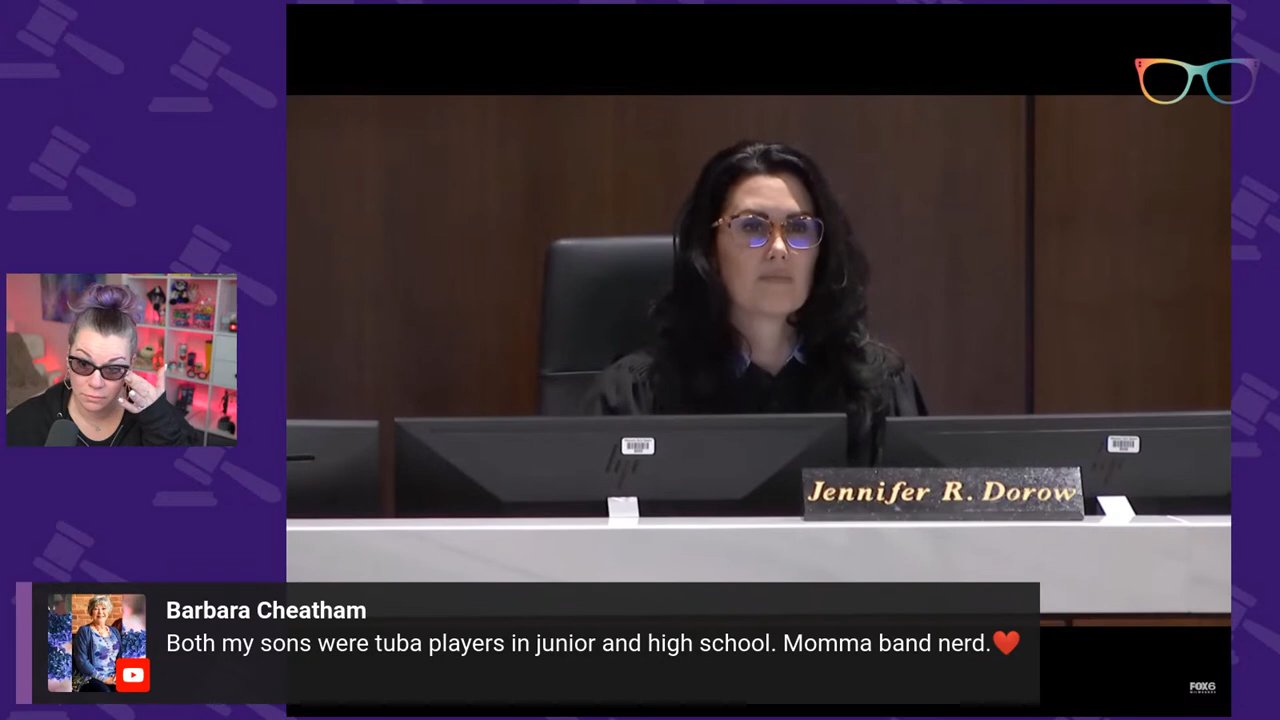 Jennifer R. Dorow
Barbara Cheatham
Both my sons were tuba players in junior and high school. Momma band nerd.❤️
FOX6